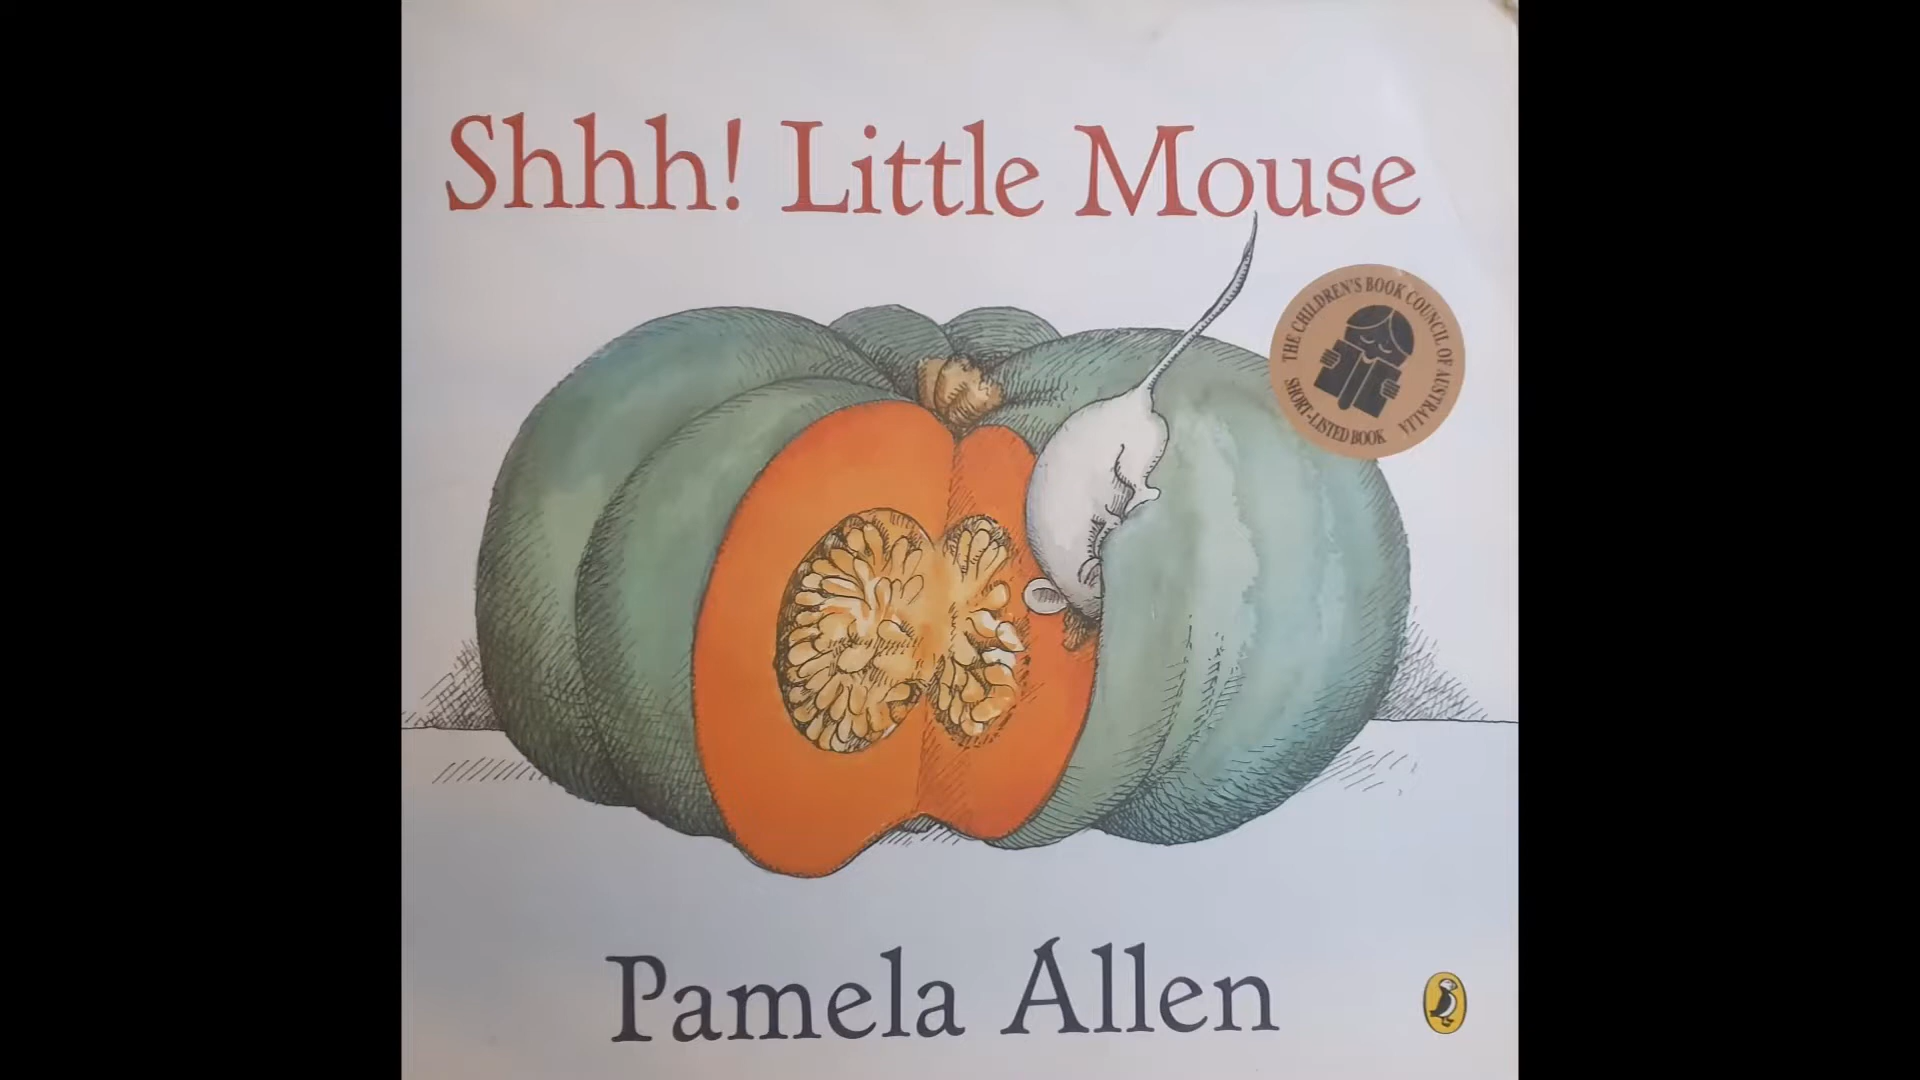 Shhh! Little Mouse
THE CHILDREN'S BOOK COUNCIL OF AUSTRALIA
SHORT-LISTED BOOK
Pamela Allen